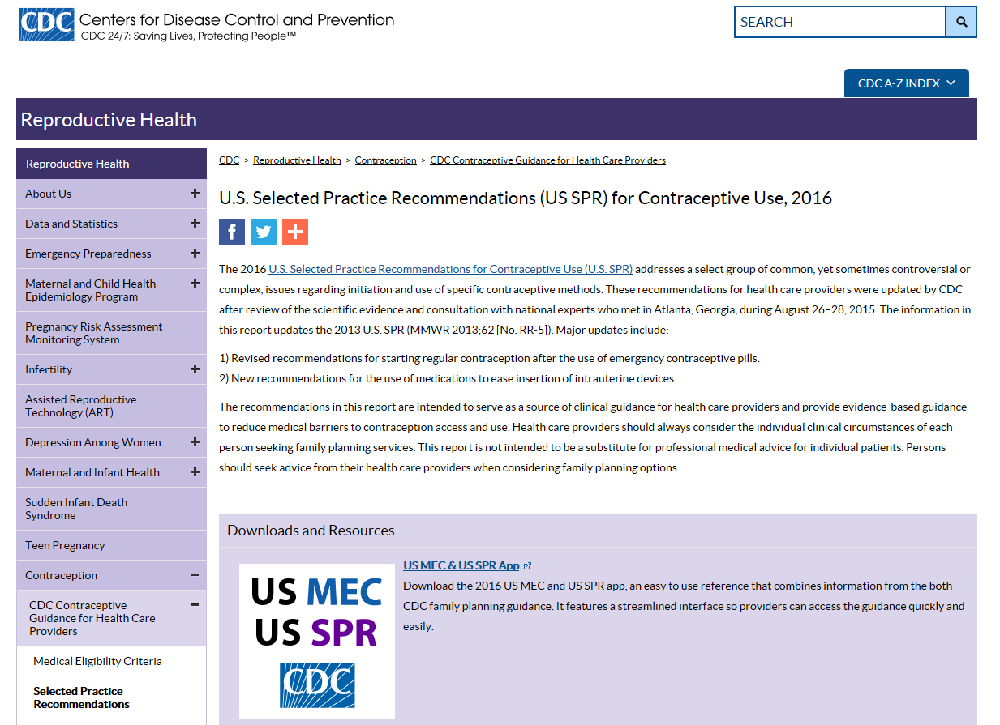 CDC
Centers for Disease Control and Prevention
CDC 24/7: Saving Lives, Protecting People™
SEARCH
CDC A-Z INDEX
Reproductive Health
Reproductive Health
About Us
Data and Statistics
Emergency Preparedness
Maternal and Child Health
Epidemiology Program
Pregnancy Risk Assessment
Monitoring System
Infertility
Assisted Reproductive
Technology (ART)
Depression Among Women
Maternal and Infant Health
Sudden Infant Death
Syndrome
Teen Pregnancy
Contraception
CDC Contraceptive
Guidance for Health Care
Providers
Medical Eligibility Criteria
Selected Practice
Recommendations
CDC > Reproductive Health > Contraception > CDC Contraceptive Guidance for Health Care Providers
U.S. Selected Practice Recommendations (US SPR) for Contraceptive Use, 2016
The 2016 U.S. Selected Practice Recommendations for Contraceptive Use (U.S. SPR) addresses a select group of common, yet sometimes controversial or
complex, issues regarding initiation and use of specific contraceptive methods. These recommendations for health care providers were updated by CDC
after review of the scientific evidence and consultation with national experts who met in Atlanta, Georgia, during August 26–28, 2015. The information in
this report updates the 2013 U.S. SPR (MMWR 2013;62 [No. RR-5]). Major updates include:
1) Revised recommendations for starting regular contraception after the use of emergency contraceptive pills.
2) New recommendations for the use of medications to ease insertion of intrauterine devices.
The recommendations in this report are intended to serve as a source of clinical guidance for health care providers and provide evidence-based guidance
to reduce medical barriers to contraception access and use. Health care providers should always consider the individual clinical circumstances of each
person seeking family planning services. This report is not intended to be a substitute for professional medical advice for individual patients. Persons
should seek advice from their health care providers when considering family planning options.
Downloads and Resources
US MEC
US SPR
CDC
US MEC & US SPR App
Download the 2016 US MEC and US SPR app, an easy to use reference that combines information from the both
CDC family planning guidance. It features a streamlined interface so providers can access the guidance quickly and
easily.